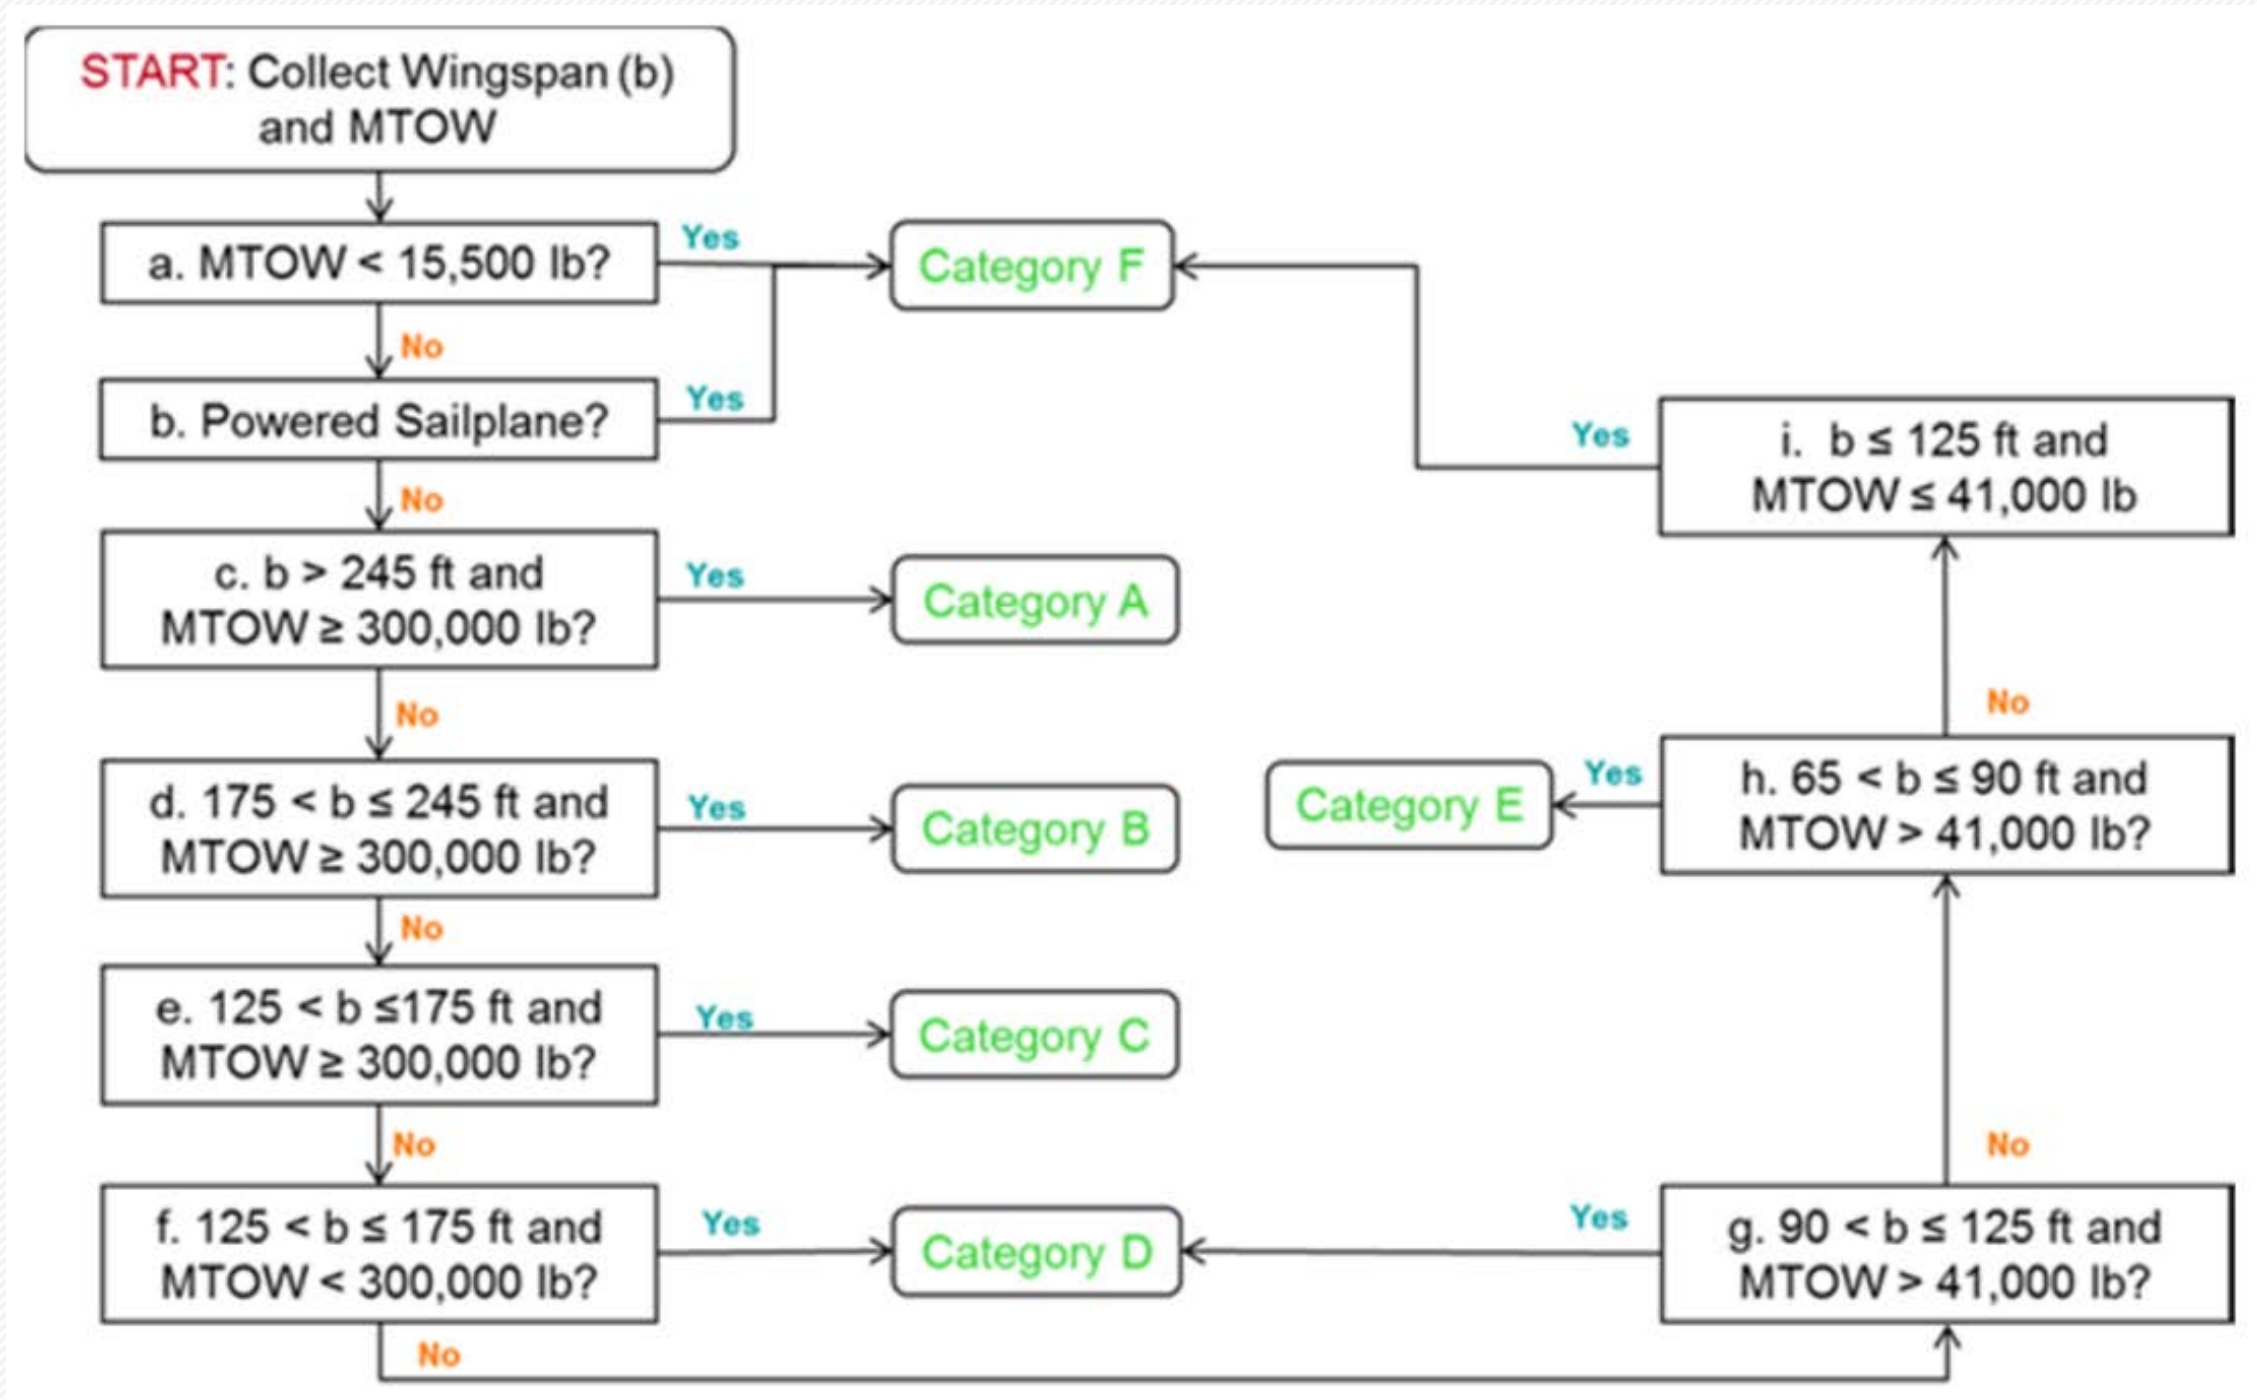 START: Collect Wingspan (b)
and MTOW
a. MTOW < 15,500 lb?
Yes
Category F
No
b. Powered Sailplane?
Yes
No
c. b > 245 ft and
MTOW ≥ 300,000 lb?
Yes
Category A
No
d. 175 < b ≤ 245 ft and
MTOW ≥ 300,000 lb?
Yes
Category B
No
e. 125 < b ≤175 ft and
MTOW ≥ 300,000 lb?
Yes
Category C
No
f. 125 < b ≤ 175 ft and
MTOW < 300,000 lb?
Yes
Category D
No
g. 90 < b ≤ 125 ft and
MTOW > 41,000 lb?
Yes
No
h. 65 < b ≤ 90 ft and
MTOW > 41,000 lb?
Yes
Category E
No
i. b ≤ 125 ft and
MTOW ≤ 41,000 lb
Yes